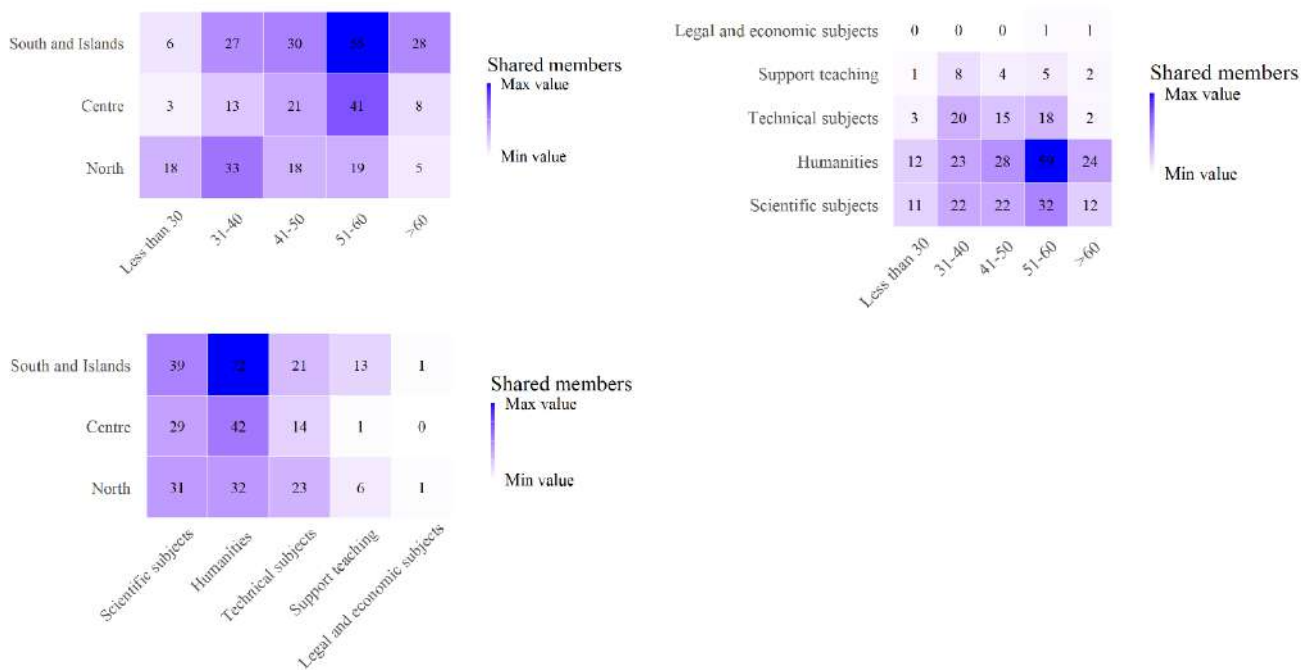 South and Islands 6 27 30 55 28
Centre 3 13 21 41 8
North 18 33 18 19 5
Less than 30 31-40 41-50 51-60 >60
Shared members
Max value
Min value
Legal and economic subjects 0 0 0 1 1
Support teaching 1 8 4 5 2
Technical subjects 3 20 15 18 2
Humanities 12 23 28 59 24
Scientific subjects 11 22 22 32 12
Less than 30 31-40 41-50 51-60 >60
Shared members
Max value
Min value
South and Islands 39 72 21 13 1
Centre 29 42 14 1 0
North 31 32 23 6 1
Scientific subjects Humanities Technical subjects Support teaching Legal and economic subjects
Shared members
Max value
Min value